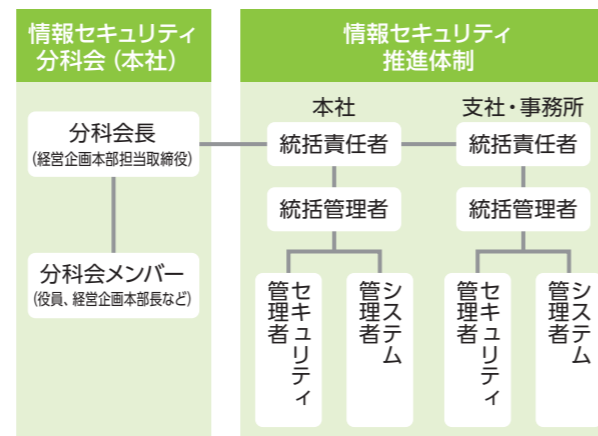 情報セキュリティ
分科会（本社）
分科会長
（経営企画本部担当取締役）
分科会メンバー
（役員、経営企画本部長など）
情報セキュリティ
推進体制
本社
統括責任者
統括管理者
セキュリティ
管理者
システム
管理者
支社・事務所
統括責任者
統括管理者
セキュリティ
管理者
システム
管理者